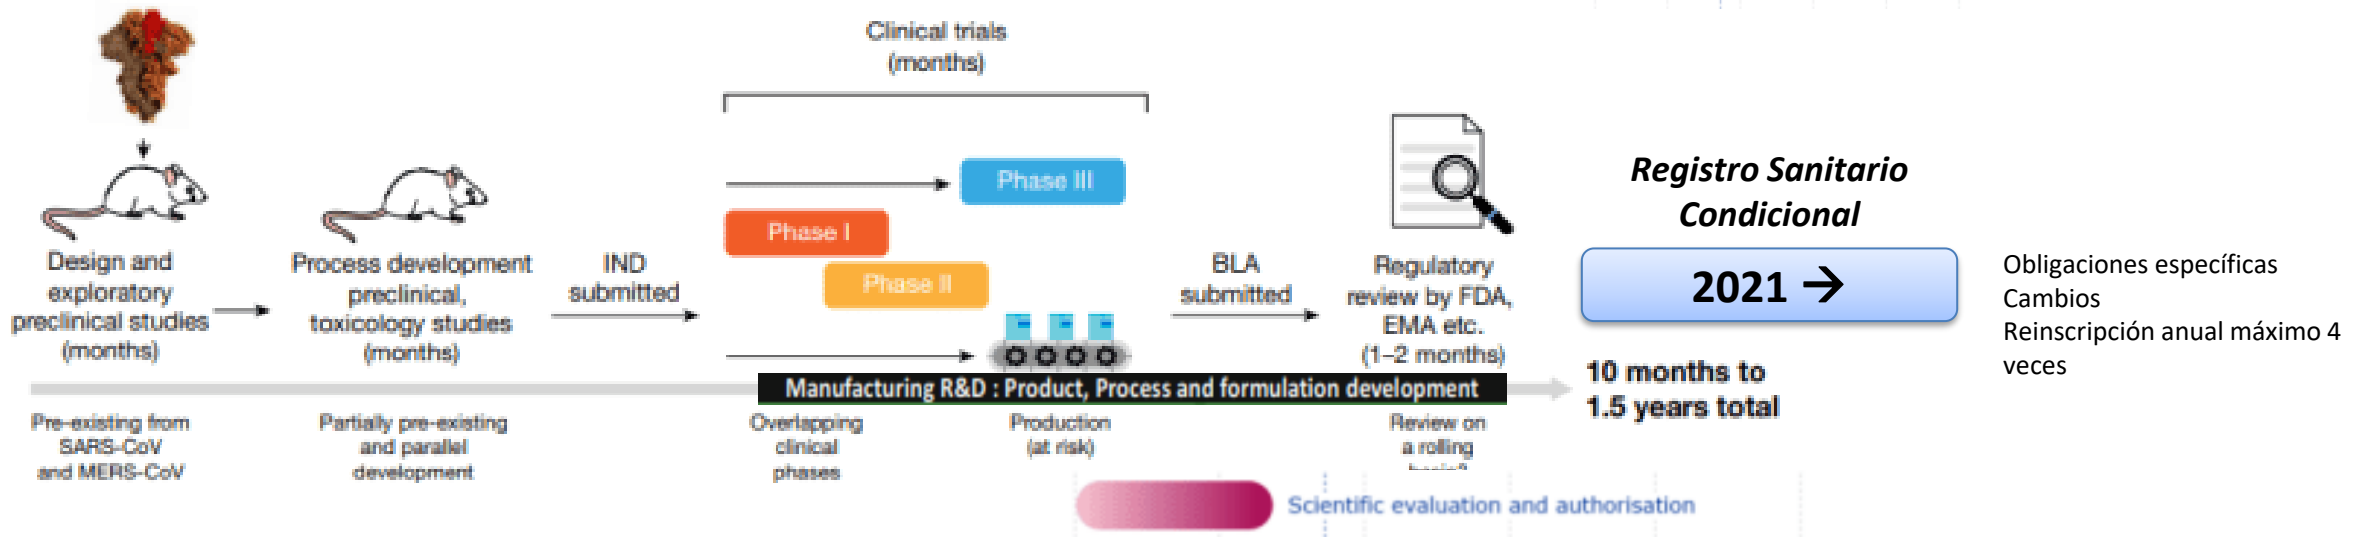 Clinical trials
(months)
Design and
exploratory
preclinical studies
(months)
Process development
preclinical,
toxicology studies
(months)
IND
submitted
Phase I
Phase II
Phase III
BLA
submitted
Regulatory
review by FDA,
EMA etc.
(1–2 months)
Registro Sanitario
Condicional
2021 →
Obligaciones específicas
Cambios
Reinscripción anual máximo 4
veces
Manufacturing R&D : Product, Process and formulation development
10 months to
1.5 years total
Pre-existing from
SARS-CoV
and MERS-CoV
Partially pre-existing
and parallel
development
Overlapping
clinical
phases
Production
(at risk)
Review on
a rolling
Scientific evaluation and authorisation